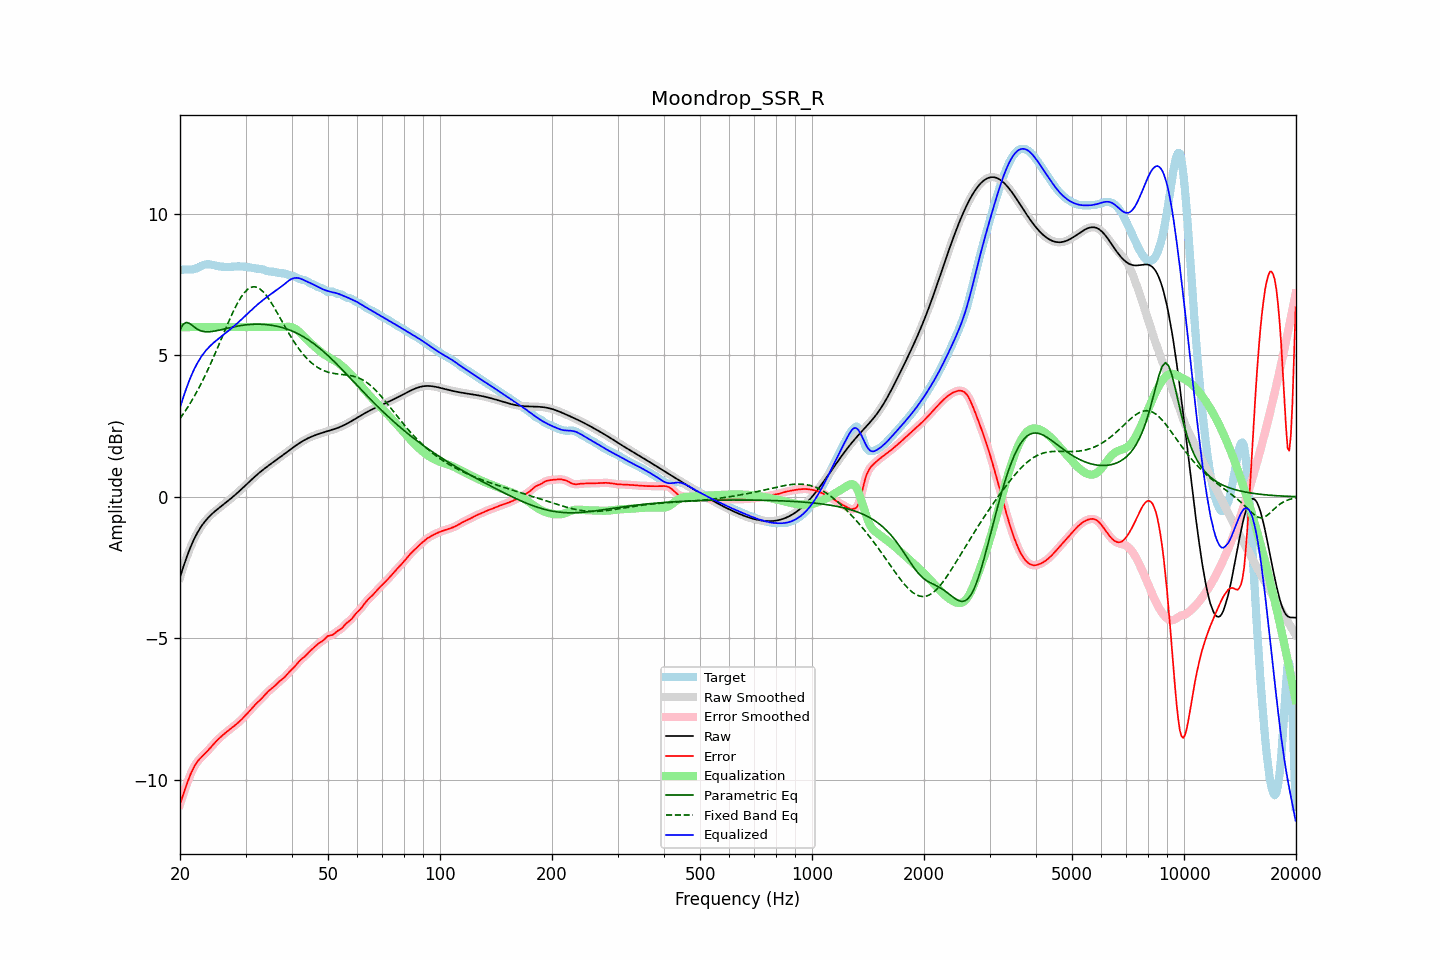 Moondrop_SSR_R
Amplitude (dBr)
10
5
0
−5
−10
Target
Raw Smoothed
Error Smoothed
Raw
Error
Equalization
Parametric Eq
Fixed Band Eq
Equalized
20 50 100 200 500 1000 2000 5000 10000 20000
Frequency (Hz)